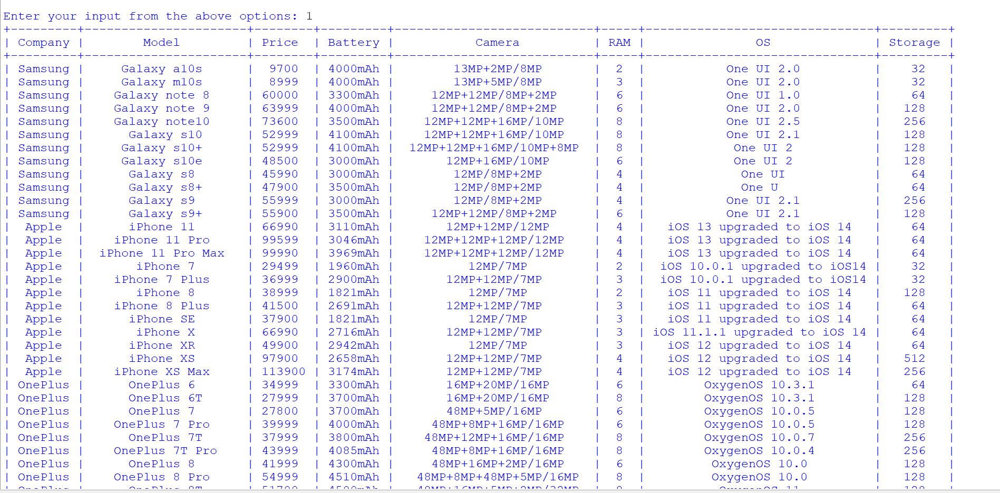 Enter your input from the above options: 1
+---------+----------------------+--------+---------+---------------------------+-----+-------------------------------+---------+
| Company |        Model         | Price  | Battery |           Camera          | RAM |               OS              | Storage |
+---------+----------------------+--------+---------+---------------------------+-----+-------------------------------+---------+
| Samsung |     Galaxy a10s      |  9700  | 4000mAh |        13MP+2MP/8MP       |  2  |           One UI 2.0          |    32   |
| Samsung |     Galaxy m10s      |  8999  | 4000mAh |        13MP+5MP/8MP       |  3  |           One UI 2.0          |    32   |
| Samsung |    Galaxy note 8     | 60000  | 3300mAh |     12MP+12MP/8MP+2MP     |  6  |           One UI 1.0          |    64   |
| Samsung |    Galaxy note 9     | 63999  | 4000mAh |     12MP+12MP/8MP+2MP     |  6  |           One UI 2.0          |   128   |
| Samsung |    Galaxy note10     | 73600  | 3500mAh |    12MP+12MP+16MP/10MP    |  8  |           One UI 2.5          |   256   |
| Samsung |      Galaxy s10      | 52999  | 4100mAh |    12MP+12MP+16MP/10MP    |  8  |           One UI 2.1          |   128   |
| Samsung |     Galaxy s10+      | 52999  | 4100mAh |  12MP+12MP+16MP/10MP+8MP  |  8  |            One UI 2           |   128   |
| Samsung |     Galaxy s10e      | 48500  | 3000mAh |       12MP+16MP/10MP      |  6  |            One UI 2           |   128   |
| Samsung |      Galaxy s8       | 45990  | 3000mAh |        12MP/8MP+2MP       |  4  |             One UI            |    64   |
| Samsung |      Galaxy s8+      | 47900  | 3500mAh |        12MP/8MP+2MP       |  4  |             One U             |    64   |
| Samsung |      Galaxy s9       | 55999  | 3000mAh |        12MP/8MP+2MP       |  4  |           One UI 2.1          |   256   |
| Samsung |      Galaxy s9+      | 55900  | 3500mAh |     12MP+12MP/8MP+2MP     |  6  |           One UI 2.1          |   128   |
|  Apple  |      iPhone 11       | 66990  | 3110mAh |       12MP+12MP/12MP      |  4  |   iOS 13 upgraded to iOS 14   |    64   |
|  Apple  |    iPhone 11 Pro     | 99599  | 3046mAh |    12MP+12MP+12MP/12MP    |  4  |   iOS 13 upgraded to iOS 14   |    64   |
|  Apple  |  iPhone 11 Pro Max   | 99990  | 3969mAh |    12MP+12MP+12MP/12MP    |  4  |   iOS 13 upgraded to iOS 14   |    64   |
|  Apple  |       iPhone 7       | 29499  | 1960mAh |          12MP/7MP         |  2  |  iOS 10.0.1 upgraded to iOS14 |    32   |
|  Apple  |    iPhone 7 Plus     | 36999  | 2900mAh |       12MP+12MP/7MP       |  3  |  iOS 10.0.1 upgraded to iOS14 |    32   |
|  Apple  |       iPhone 8       | 38999  | 1821mAh |          12MP/7MP         |  2  |   iOS 11 upgraded to iOS 14   |   128   |
|  Apple  |    iPhone 8 Plus     | 41500  | 2691mAh |       12MP+12MP/7MP       |  3  |   iOS 11 upgraded to iOS 14   |    64   |
|  Apple  |      iPhone SE       | 37900  | 1821mAh |          12MP/7MP         |  3  |   iOS 11 upgraded to iOS 14   |    64   |
|  Apple  |       iPhone X       | 66990  | 2716mAh |       12MP+12MP/7MP       |  3  | iOS 11.1.1 upgraded to iOS 14 |    64   |
|  Apple  |      iPhone XR       | 49900  | 2942mAh |          12MP/7MP         |  3  |   iOS 12 upgraded to iOS 14   |    64   |
|  Apple  |      iPhone XS       | 97900  | 2658mAh |       12MP+12MP/7MP       |  4  |   iOS 12 upgraded to iOS 14   |   512   |
|  Apple  |    iPhone XS Max     | 113900 | 3174mAh |       12MP+12MP/7MP       |  4  |   iOS 12 upgraded to iOS 14   |   256   |
| OnePlus |      OnePlus 6       | 34999  | 3300mAh |       16MP+20MP/16MP      |  6  |        OxygenOS 10.3.1        |    64   |
| OnePlus |      OnePlus 6T      | 27999  | 3700mAh |       16MP+20MP/16MP      |  8  |        OxygenOS 10.3.1        |   128   |
| OnePlus |      OnePlus 7       | 27800  | 3700mAh |       48MP+5MP/16MP       |  6  |        OxygenOS 10.0.5        |   128   |
| OnePlus |    OnePlus 7 Pro     | 39999  | 4000mAh |     48MP+8MP+16MP/16MP    |  6  |        OxygenOS 10.0.5        |   128   |
| OnePlus |      OnePlus 7T      | 37999  | 3800mAh |    48MP+12MP+16MP/16MP    |  8  |        OxygenOS 10.0.7        |   256   |
| OnePlus |    OnePlus 7T Pro    | 43999  | 4085mAh |     48MP+8MP+16MP/16MP    |  8  |        OxygenOS 10.0.4        |   256   |
| OnePlus |      OnePlus 8       | 41999  | 4300mAh |     48MP+16MP+2MP/16MP    |  6  |         OxygenOS 10.0         |   128   |
| OnePlus |    OnePlus 8 Pro     | 54999  | 4510mAh |   48MP+8MP+48MP+5MP/16MP  |  8  |         OxygenOS 10.0         |   128   |